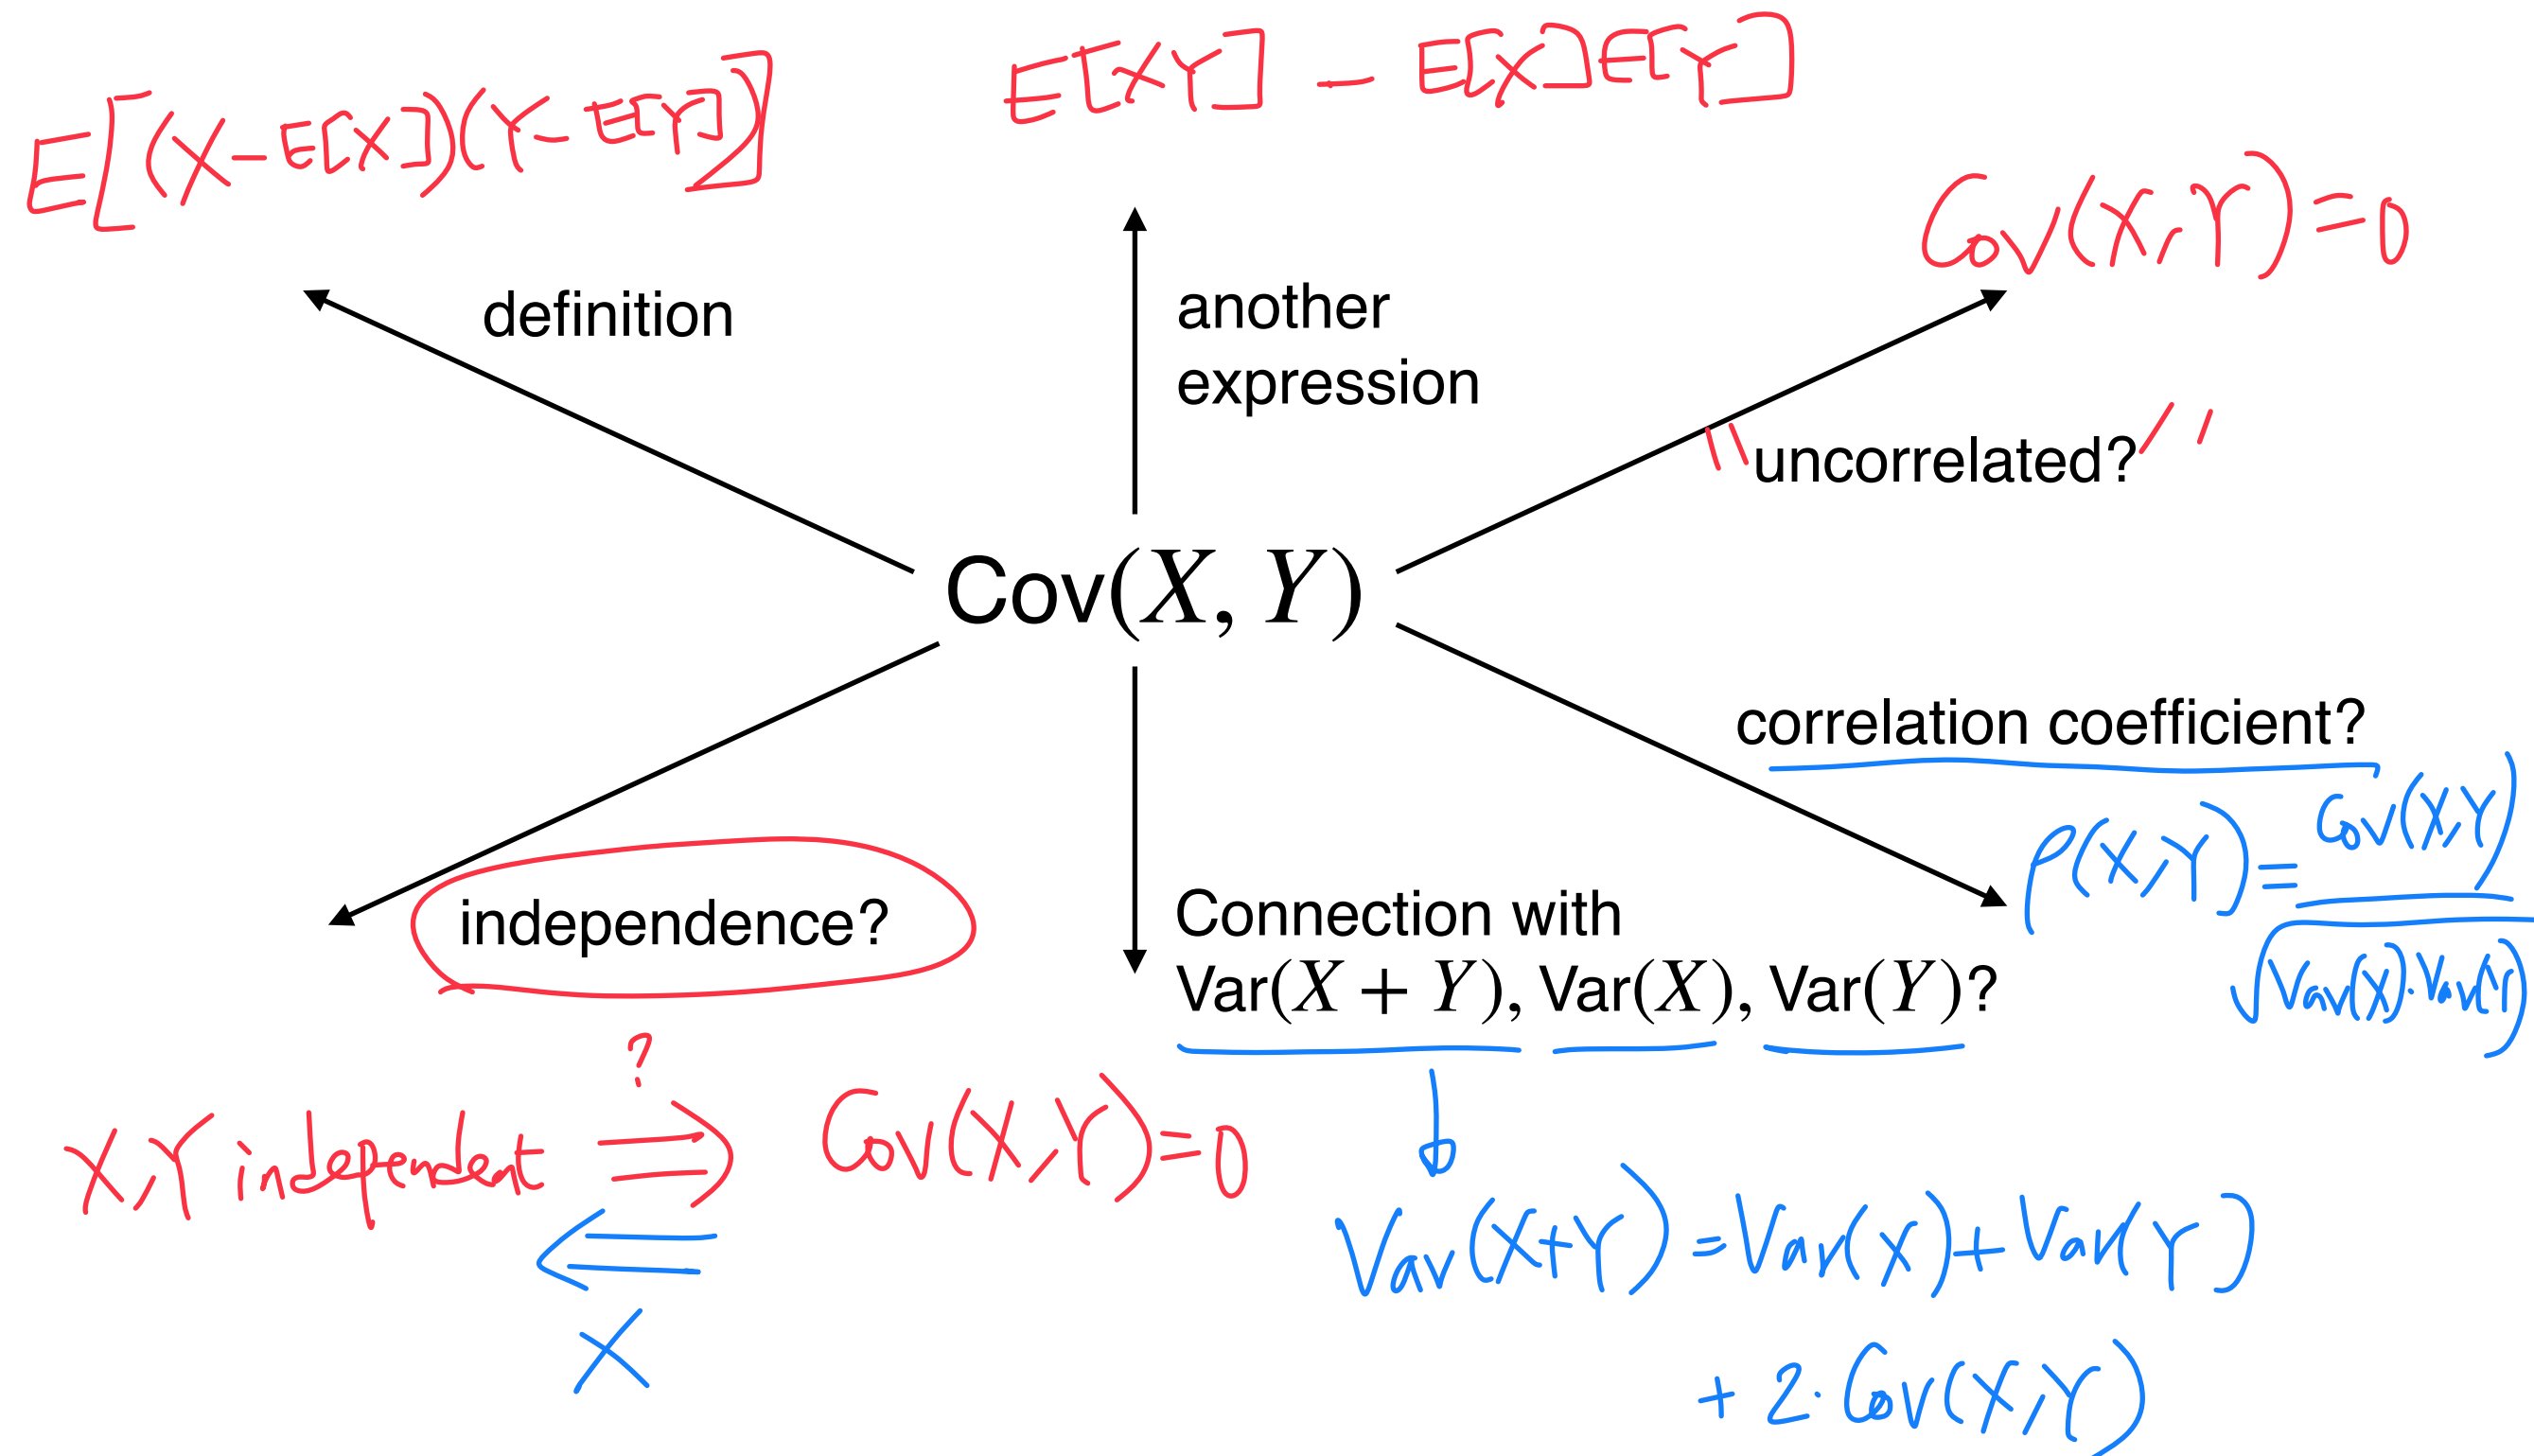 E[(X-E[X])(Y-E[Y])]
E[XY] - E[X]E[Y]
Cov(X,Y)=0
definition
another
expression
"uncorrelated?"
Cov(X, Y)
correlation coefficient?
ρ(X,Y)= Cov(X,Y)
√Var(X)·Var(Y)
independence?
Connection with
Var(X + Y), Var(X), Var(Y)?
?
X,Y independent ⇒ Cov(X,Y)=0
⇐
X
Var(X+Y) = Var(X)+Var(Y)
+ 2·Cov(X,Y)